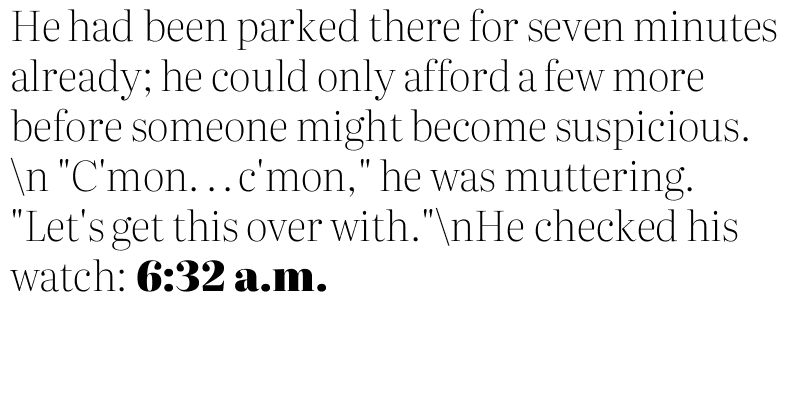 He had been parked there for seven minutes
already; he could only afford a few more
before someone might become suspicious.
\n "C'mon. . .c'mon," he was muttering.
"Let's get this over with."\nHe checked his
watch: 6:32 a.m.